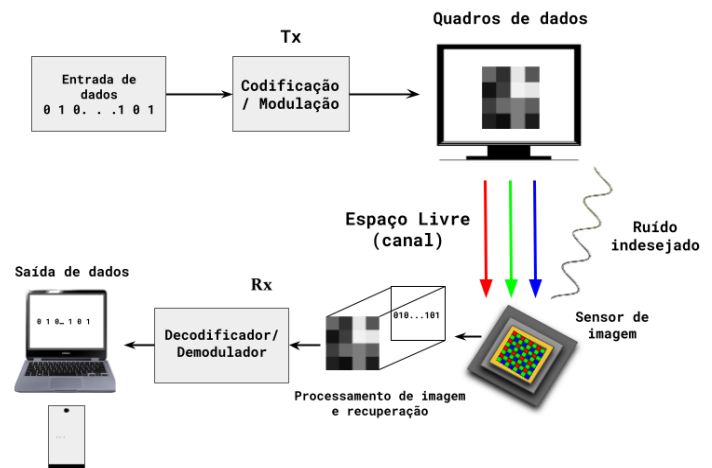 Quadros de dados
Tx
Entrada de
dados
0 1 0. . .1 0 1
Codificação
/ Modulação
Espaço Livre
(canal)
Ruído
indesejado
Saída de dados
Rx
0 1 0… 1 0 1
Decodificador/
Demodulador
010...101
Sensor de
imagem
Processamento de imagem
e recuperação